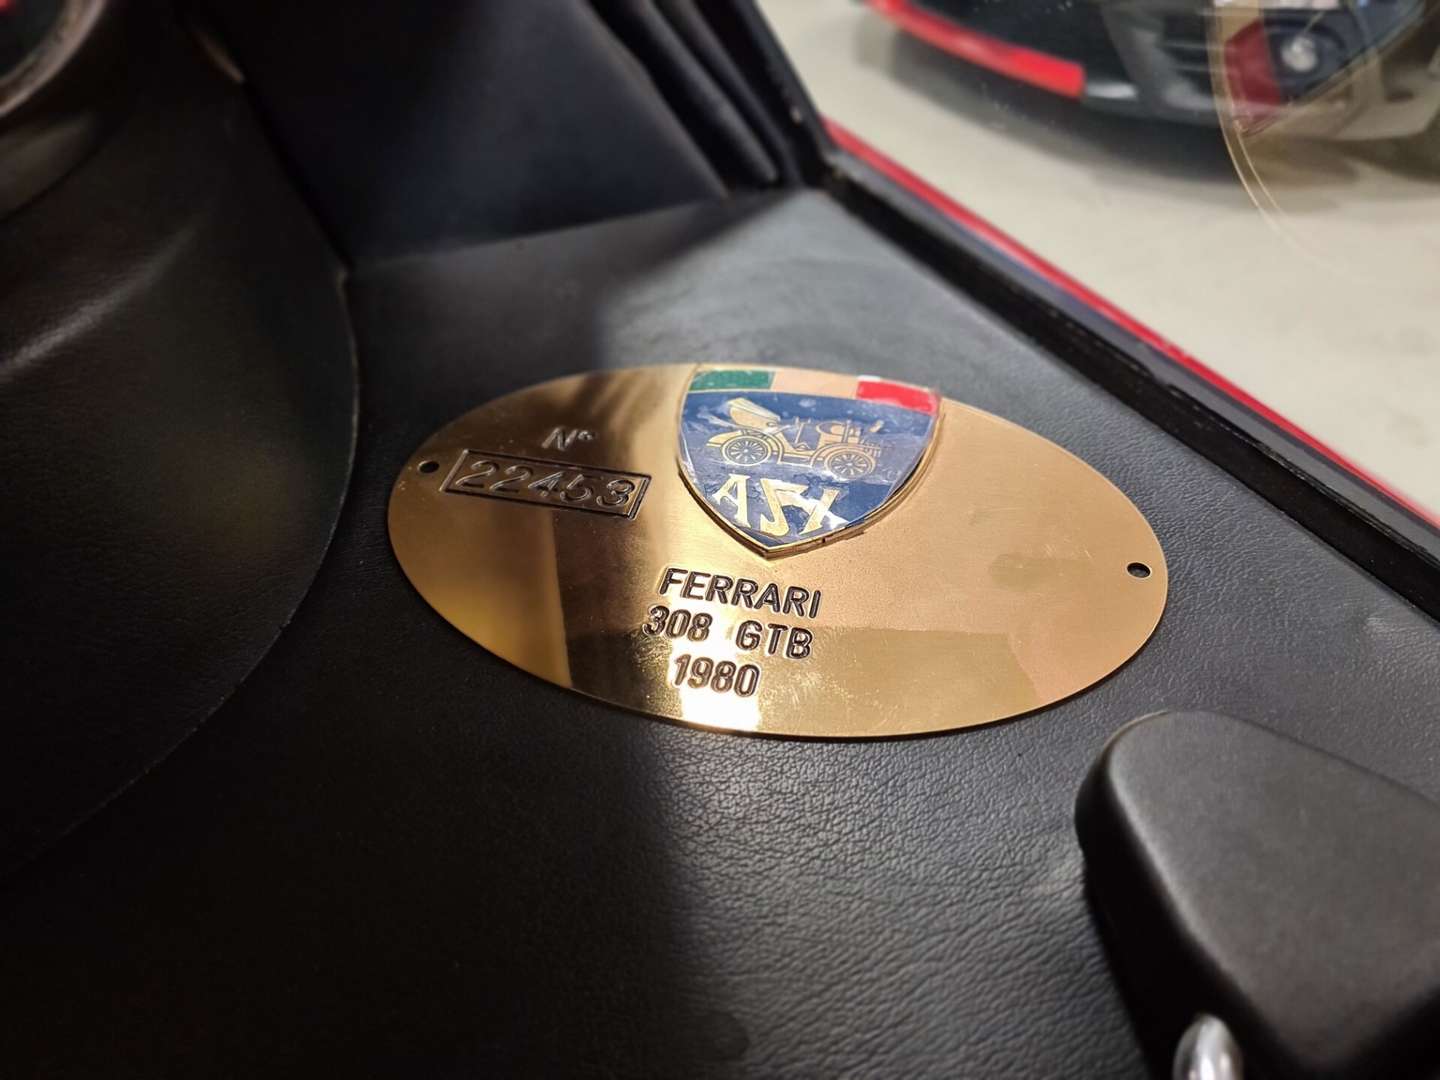 N°
22453
ASI
FERRARI
308 GTB
1980